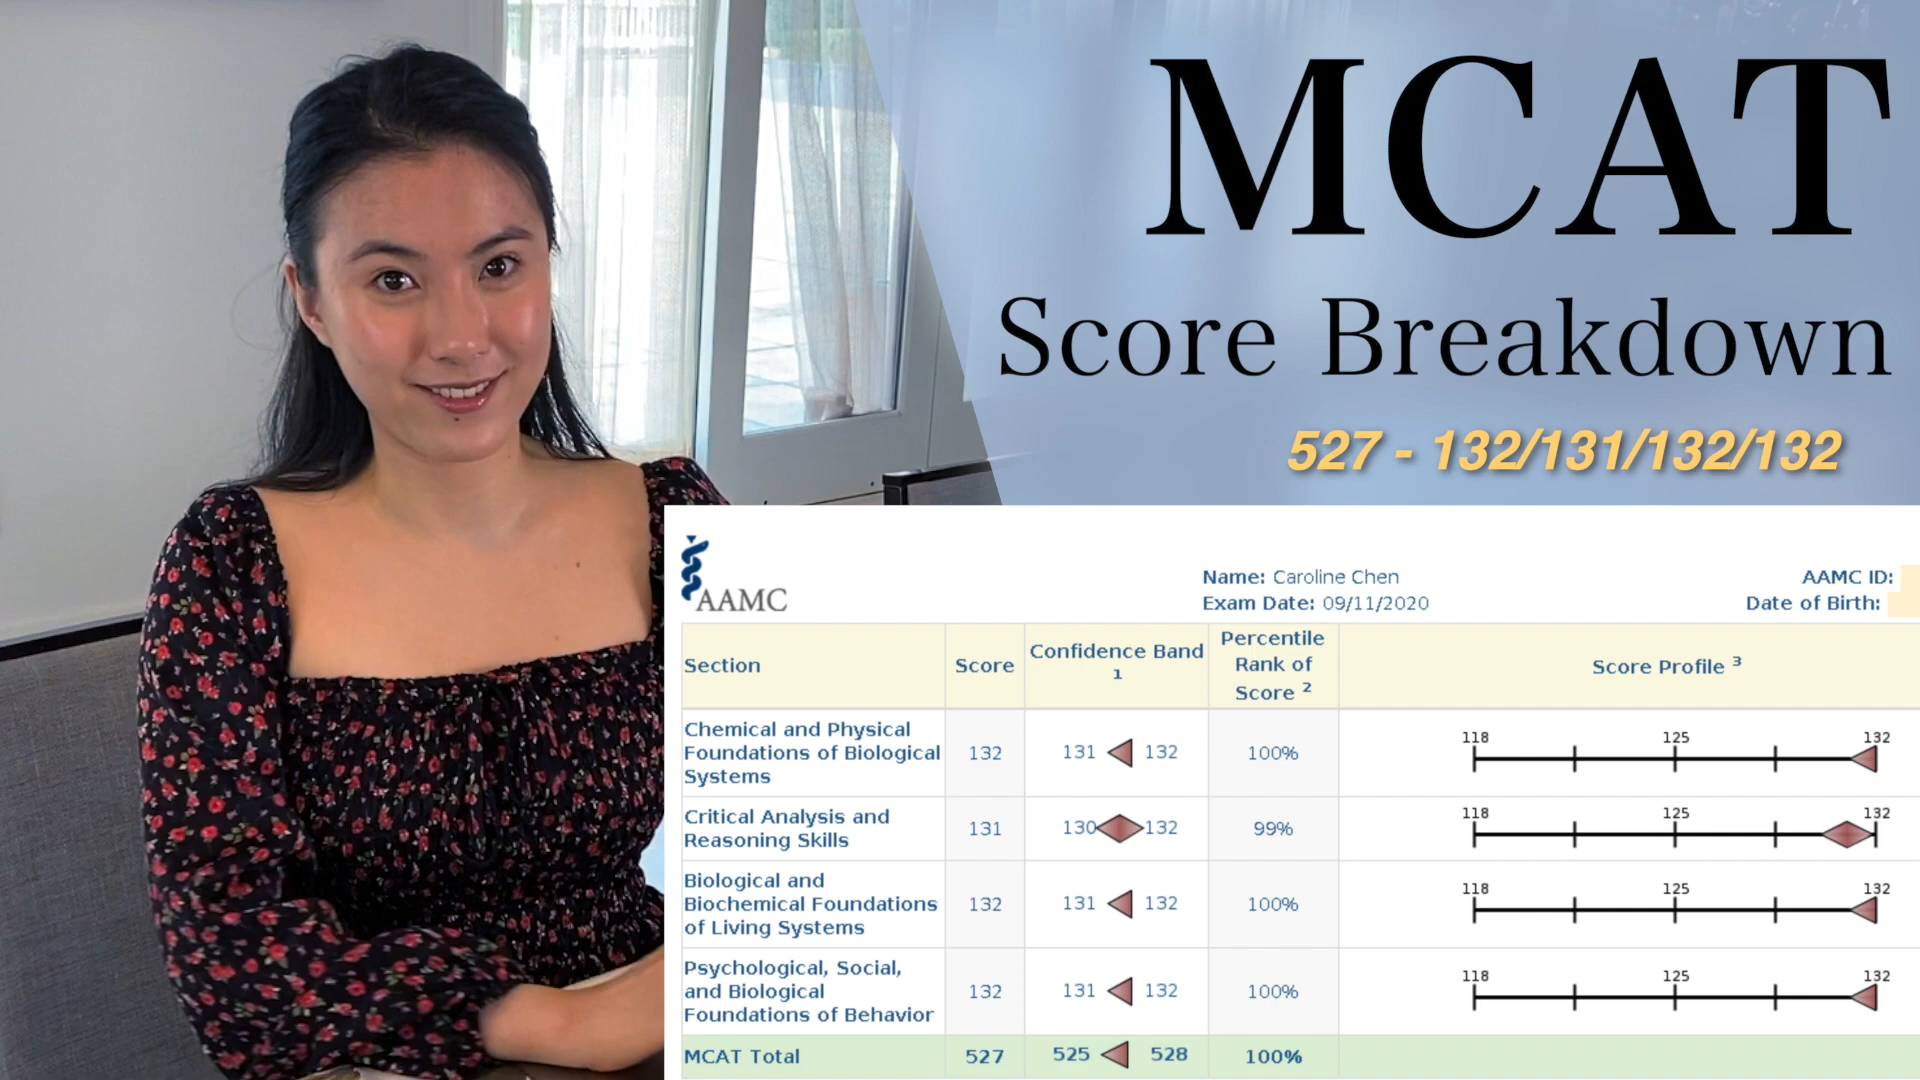 MCAT
Score Breakdown
527 - 132/131/132/132
AAMC
Name: Caroline Chen
Exam Date: 09/11/2020
AAMC ID:
Date of Birth:
Section
Score
Confidence Band
1
Percentile
Rank of
Score 2
Score Profile 3
Chemical and Physical
Foundations of Biological
Systems
132
131 132
100%
118 125 132
Critical Analysis and
Reasoning Skills
131
130 132
99%
118 125 132
Biological and
Biochemical Foundations
of Living Systems
132
131 132
100%
118 125 132
Psychological, Social,
and Biological
Foundations of Behavior
132
131 132
100%
118 125 132
MCAT Total
527
525 528
100%